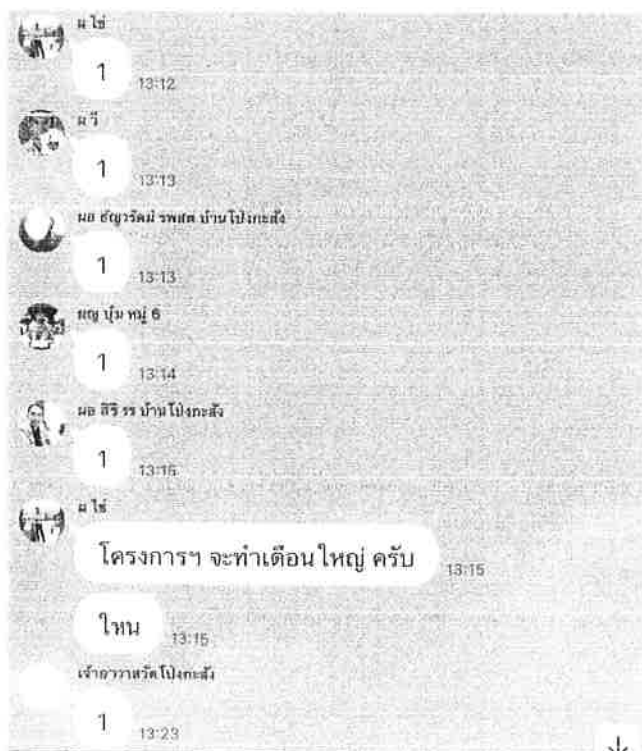 ผ ไข่
1
13:12
ผ วี
1
13:13
ผอ ธัญวรัตม์ รพสต บ้านโป่งกะสัง
1
13:13
ผญ บุ๋ม หมู่ 6
1
13:14
ผอ สิริ รร บ้านโป่งกะสัง
1
13:15
ผ ไข่
โครงการฯ จะทำเดือนใหญ่ ครับ
13:15
ใหน
13:15
เจ้าอาวาสวัดโป่งกะสัง
1
13:23